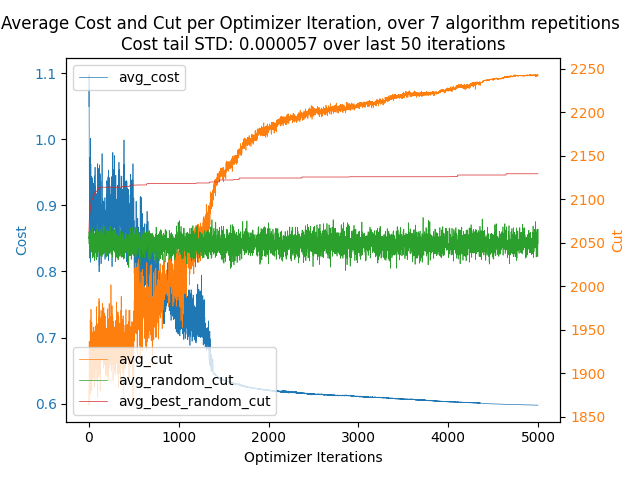 Average Cost and Cut per Optimizer Iteration, over 7 algorithm repetitions
Cost tail STD: 0.000057 over last 50 iterations
avg_cost
1.1
1.0
0.9
0.8
0.7
0.6
Cost
2250
2200
2150
2100
2050
2000
1950
1900
1850
Cut
avg_cut
avg_random_cut
avg_best_random_cut
0
1000
2000
3000
4000
5000
Optimizer Iterations